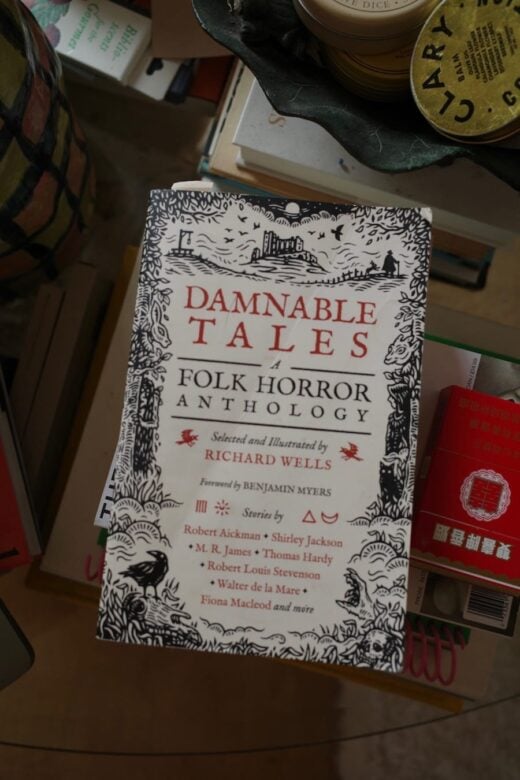 DAMNABLE
TALES
A
FOLK HORROR
ANTHOLOGY
Selected and Illustrated by
RICHARD WELLS
Foreword by BENJAMIN MYERS
Stories by
Robert Aickman • Shirley Jackson
• M. R. James • Thomas Hardy
• Robert Louis Stevenson
• Walter de la Mare •
Fiona Macleod and more
CLARY
BALM